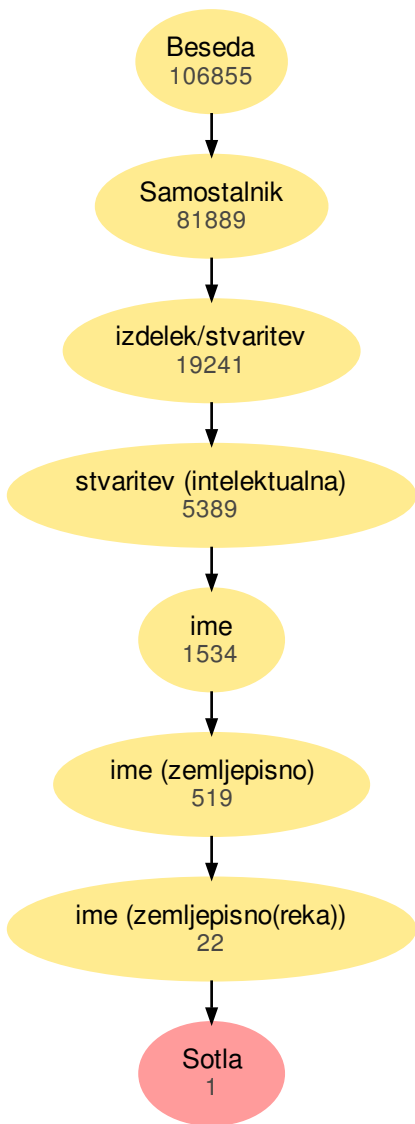 Beseda
106855
Samostalnik
81889
izdelek/stvaritev
19241
stvaritev (intelektualna)
5389
ime
1534
ime (zemljepisno)
519
ime (zemljepisno(reka))
22
Sotla
1